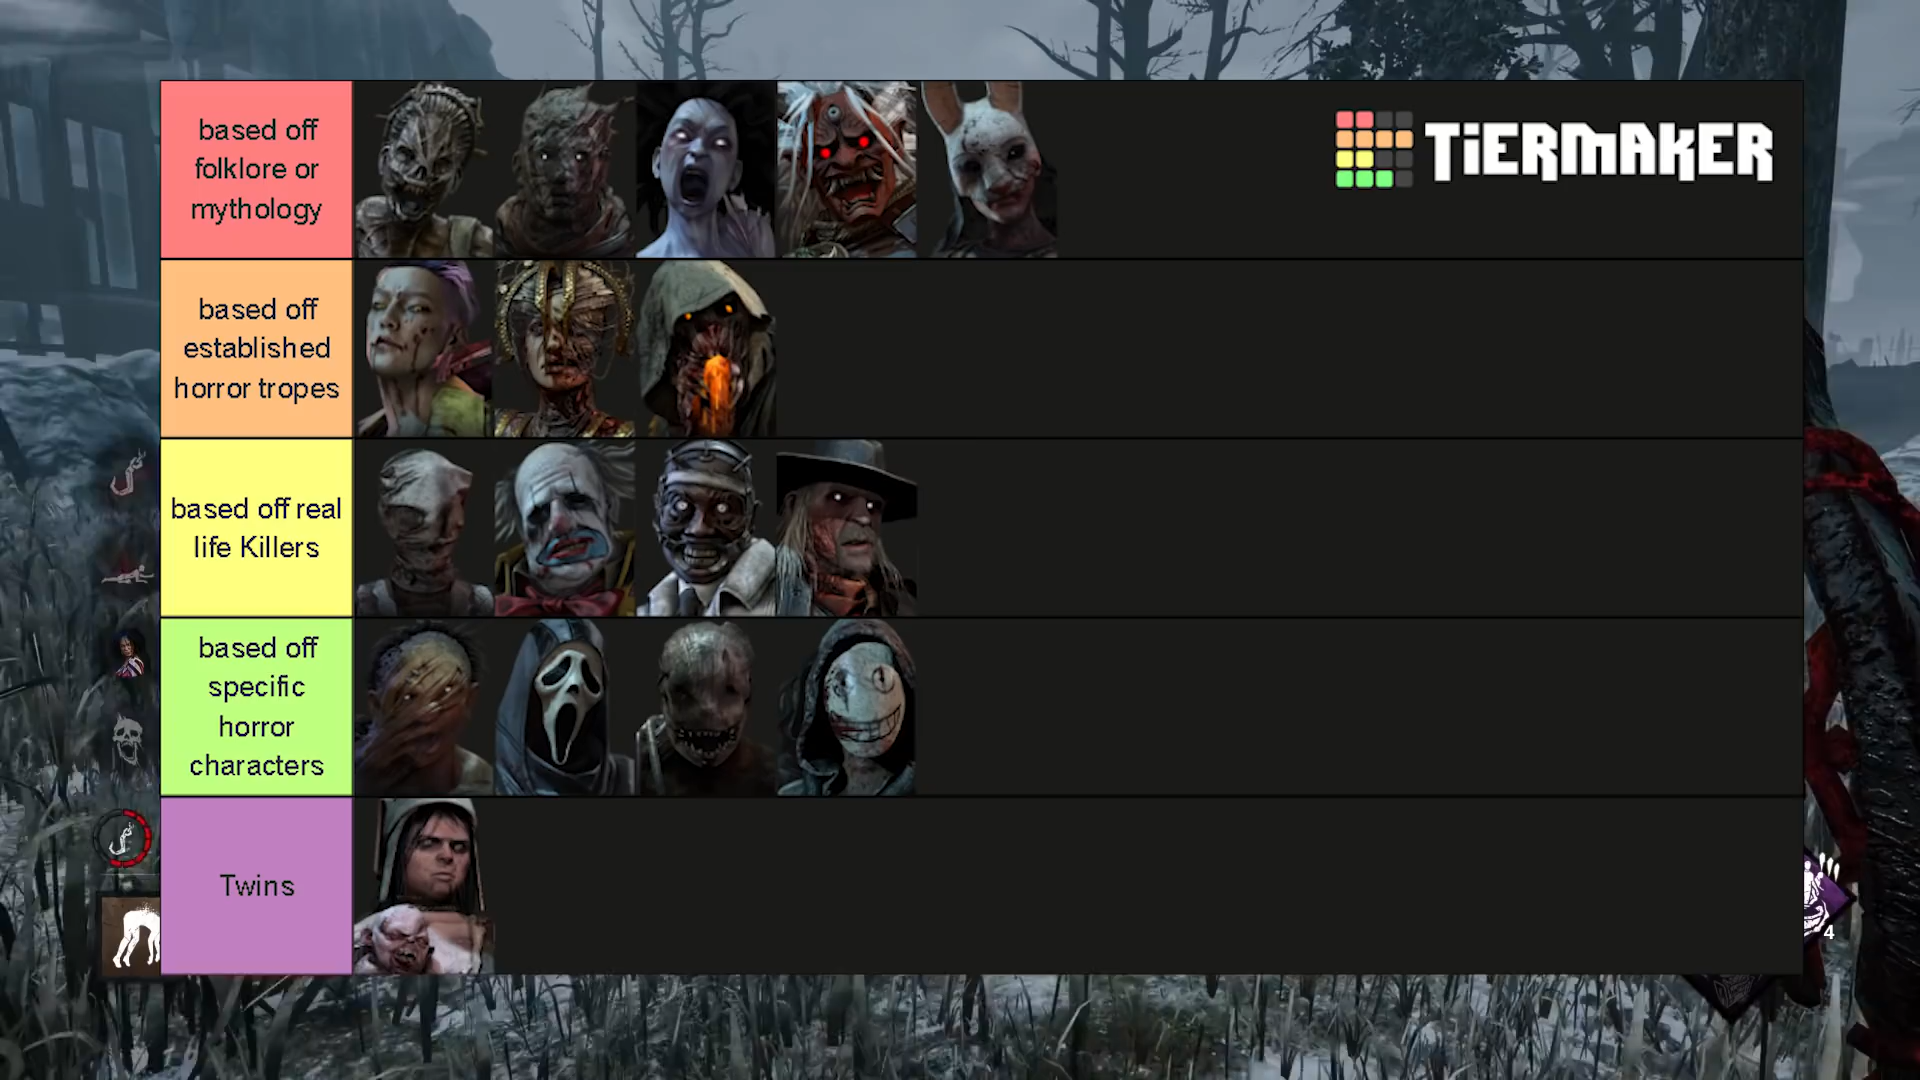 based off
folklore or
mythology
TiERMAKER
based off
established
horror tropes
based off real
life Killers
based off
specific
horror
characters
Twins
4